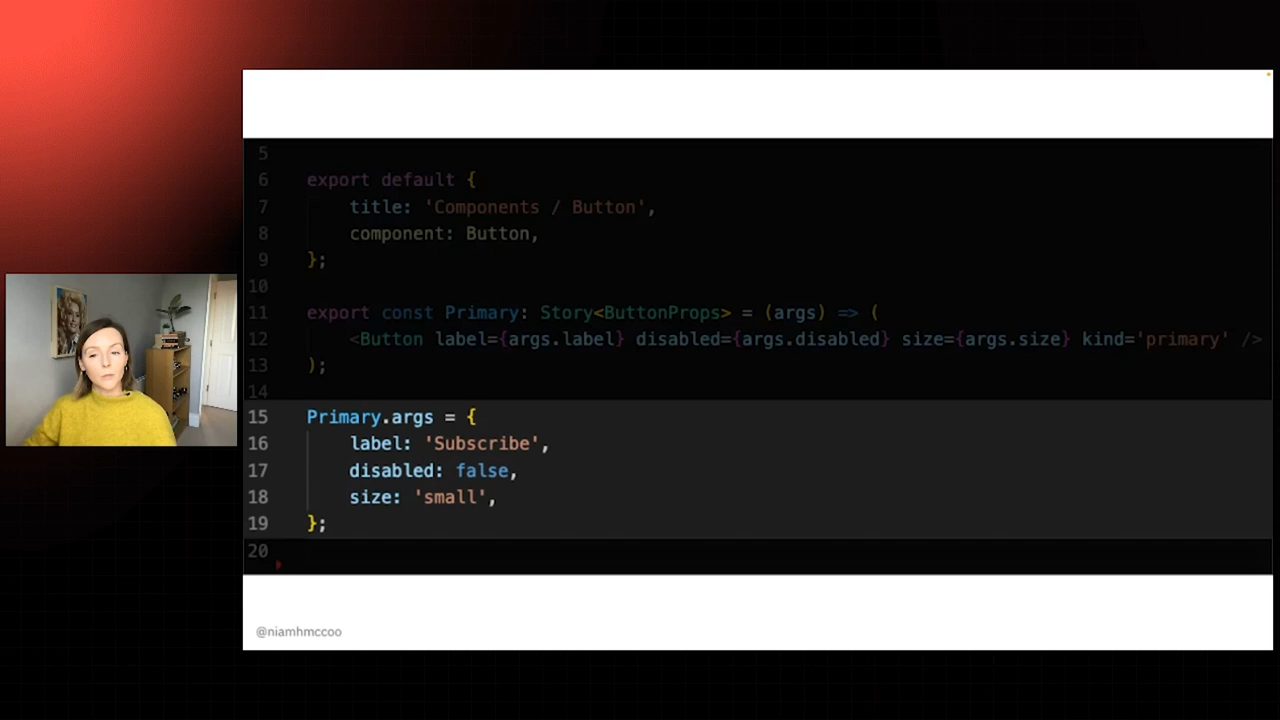 5
6 export default {
7 title: 'Components / Button',
8 component: Button,
9 };
10
11 export const Primary: Story<ButtonProps> = (args) => (
12 <Button label={args.label} disabled={args.disabled} size={args.size} kind='primary' />
13 );
14
15 Primary.args = {
16 label: 'Subscribe',
17 disabled: false,
18 size: 'small',
19 };
20
@niamhmccoo